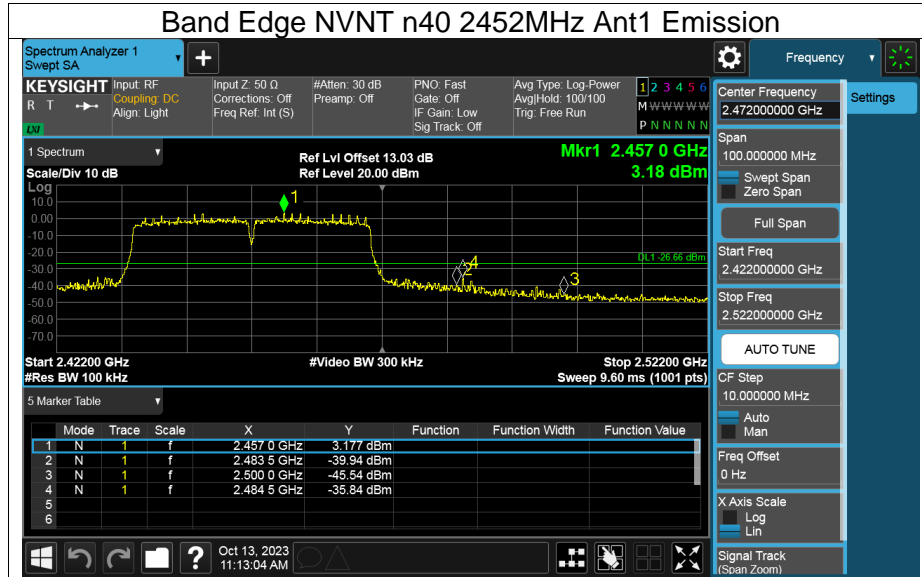 Band Edge NVNT n40 2452MHz Ant1 Emission
Spectrum Analyzer 1
Swept SA
+
Frequency
KEYSIGHT
R T
LXI
Input: RF
Coupling: DC
Align: Light
Input Z: 50 Ω
Corrections: Off
Freq Ref: Int (S)
#Atten: 30 dB
Preamp: Off
PNO: Fast
Gate: Off
IF Gain: Low
Sig Track: Off
Avg Type: Log-Power
Avg|Hold: 100/100
Trig: Free Run
1 2 3 4 5 6
M W W W W W
P N N N N N
Center Frequency
2.472000000 GHz
Settings
Span
100.000000 MHz
Swept Span
Zero Span
Full Span
Start Freq
2.422000000 GHz
Stop Freq
2.522000000 GHz
AUTO TUNE
CF Step
10.000000 MHz
Auto
Man
Freq Offset
0 Hz
X Axis Scale
Log
Lin
Signal Track
(Span Zoom)
1 Spectrum
Scale/Div 10 dB
Ref Lvl Offset 13.03 dB
Ref Level 20.00 dBm
Mkr1 2.457 0 GHz
3.18 dBm
Log
10.0
0.00
-10.0
-20.0
-30.0
-40.0
-50.0
-60.0
-70.0
1
4
2
3
DL1 -26.66 dBm
Start 2.42200 GHz
#Video BW 300 kHz
Stop 2.52200 GHz
#Res BW 100 kHz
Sweep 9.60 ms (1001 pts)
5 Marker Table
Mode Trace Scale X Y Function Function Width Function Value
1 N 1 f 2.457 0 GHz 3.177 dBm
2 N 1 f 2.483 5 GHz -39.94 dBm
3 N 1 f 2.500 0 GHz -45.54 dBm
4 N 1 f 2.484 5 GHz -35.84 dBm
5
6
?
Oct 13, 2023
11:13:04 AM